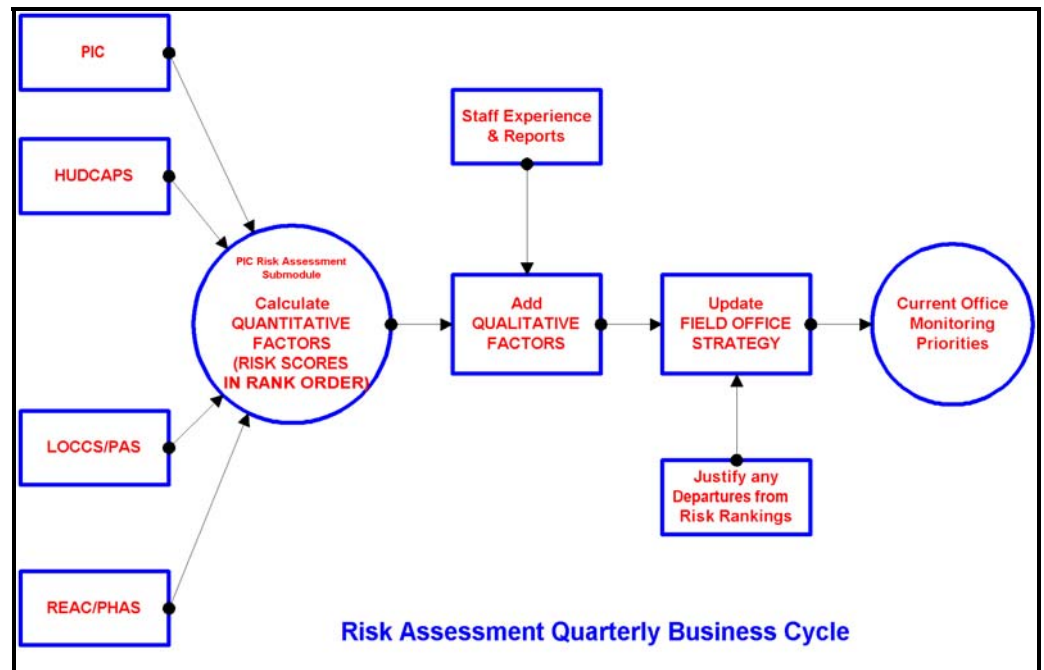 PIC
HUDCAPS
LOCCS/PAS
REAC/PHAS
PIC Risk Assessment
Submodule
Calculate
QUANTITATIVE
FACTORS
(RISK SCORES
IN RANK ORDER)
Staff Experience
& Reports
Add
QUALITATIVE
FACTORS
Update
FIELD OFFICE
STRATEGY
Justify any
Departures from
Risk Rankings
Current Office
Monitoring
Priorities
Risk Assessment Quarterly Business Cycle